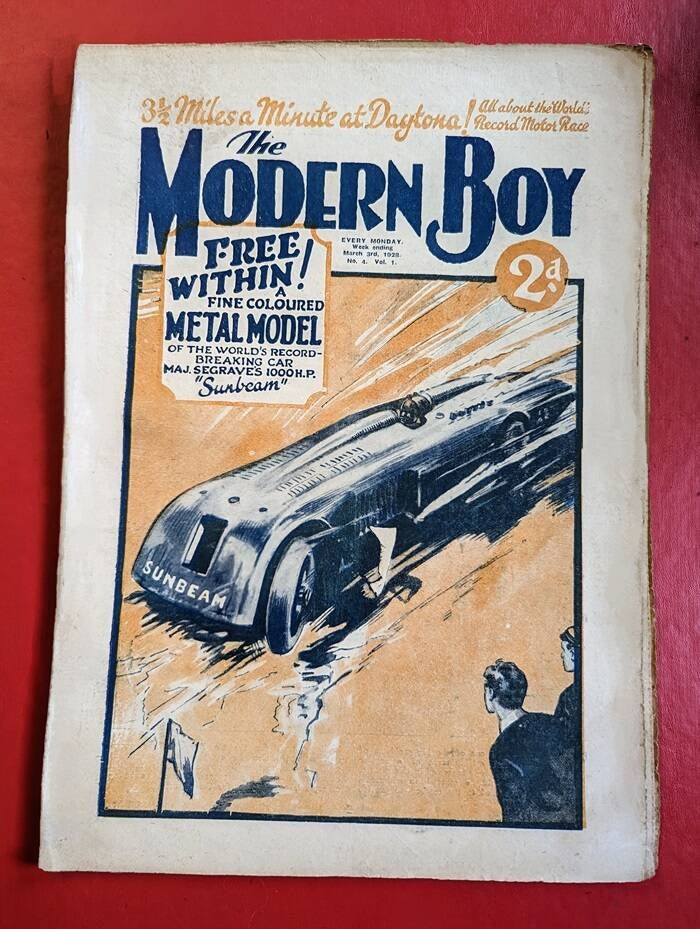 3½ Miles a Minute at Daytona!
All about the World's
Record Motor Race
The
MODERN BOY
EVERY MONDAY.
Week ending
March 3rd, 1928.
No. 4. Vol. 1.
2d.
FREE
WITHIN!
A
FINE COLOURED
METAL MODEL
OF THE WORLD'S RECORD-
BREAKING CAR
MAJ. SEGRAVE'S 1000 H.P.
"Sunbeam"
SUNBEAM